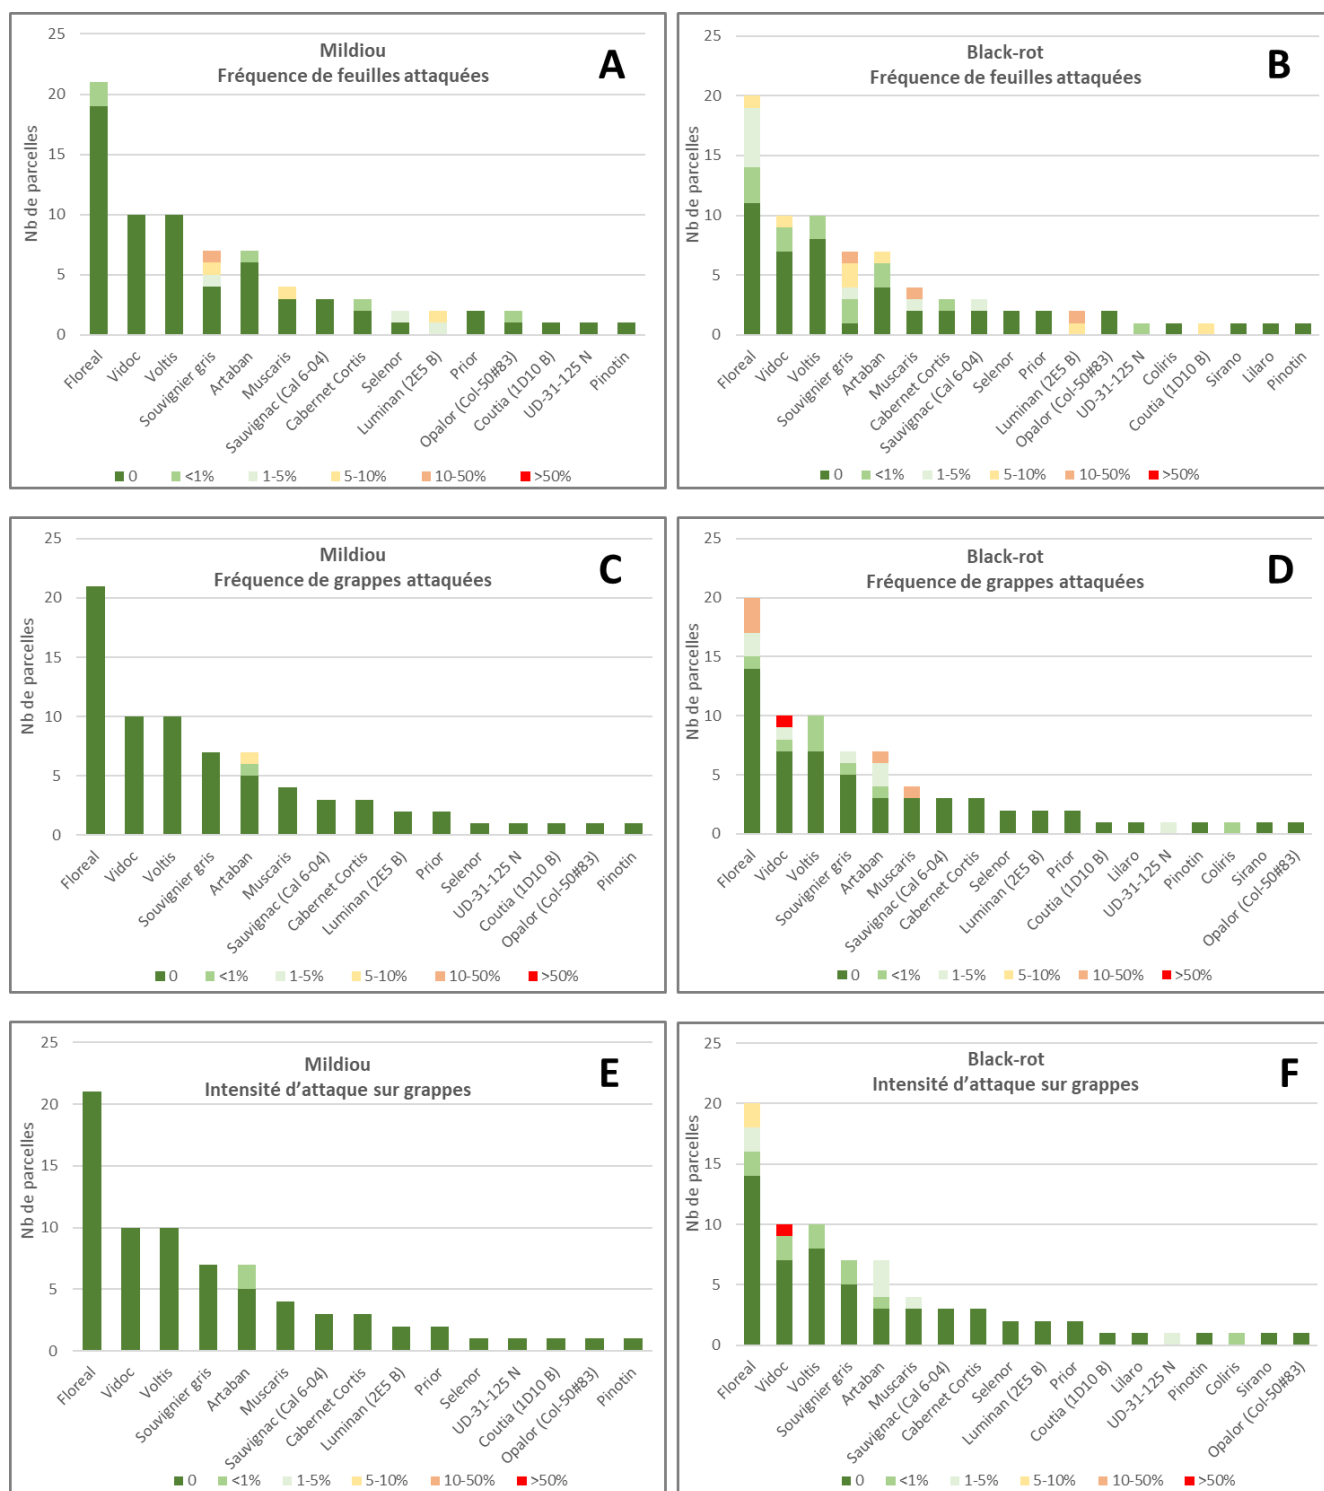 Mildiou
Fréquence de feuilles attaquées
A
Nb de parcelles
25
20
15
10
5
0
Floreal
Vidoc
Voltis
Souvignier gris
Artaban
Muscaris
Sauvignac (Cal 6-04)
Cabernet Cortis
Selenor
Luminan (2E5 B)
Prior
Opalor (Col-50#83)
Coutia (1D10 B)
UD-31-125 N
Pinotin
0 <1% 1-5% 5-10% 10-50% >50%
Black-rot
Fréquence de feuilles attaquées
B
Nb de parcelles
25
20
15
10
5
0
Floreal
Vidoc
Voltis
Souvignier gris
Artaban
Muscaris
Cabernet Cortis
Sauvignac (Cal 6-04)
Selenor
Prior
Luminan (2E5 B)
Opalor (Col-50#83)
UD-31-125 N
Coliris
Coutia (1D10 B)
Sirano
Lilaro
Pinotin
0 <1% 1-5% 5-10% 10-50% >50%
Mildiou
Fréquence de grappes attaquées
C
Nb de parcelles
25
20
15
10
5
0
Floreal
Vidoc
Voltis
Souvignier gris
Artaban
Muscaris
Sauvignac (Cal 6-04)
Cabernet Cortis
Luminan (2E5 B)
Prior
Selenor
UD-31-125 N
Coutia (1D10 B)
Opalor (Col-50#83)
Pinotin
0 <1% 1-5% 5-10% 10-50% >50%
Black-rot
Fréquence de grappes attaquées
D
Nb de parcelles
25
20
15
10
5
0
Floreal
Vidoc
Voltis
Souvignier gris
Artaban
Muscaris
Sauvignac (Cal 6-04)
Cabernet Cortis
Selenor
Luminan (2E5 B)
Prior
Coutia (1D10 B)
Lilaro
UD-31-125 N
Pinotin
Coliris
Sirano
Opalor (Col-50#83)
0 <1% 1-5% 5-10% 10-50% >50%
Mildiou
Intensité d’attaque sur grappes
E
Nb de parcelles
25
20
15
10
5
0
Floreal
Vidoc
Voltis
Souvignier gris
Artaban
Muscaris
Sauvignac (Cal 6-04)
Cabernet Cortis
Luminan (2E5 B)
Prior
Selenor
UD-31-125 N
Coutia (1D10 B)
Opalor (Col-50#83)
Pinotin
0 <1% 1-5% 5-10% 10-50% >50%
Black-rot
Intensité d’attaque sur grappes
F
Nb de parcelles
25
20
15
10
5
0
Floreal
Vidoc
Voltis
Souvignier gris
Artaban
Muscaris
Sauvignac (Cal 6-04)
Cabernet Cortis
Selenor
Luminan (2E5 B)
Prior
Coutia (1D10 B)
Lilaro
UD-31-125 N
Pinotin
Coliris
Sirano
Opalor (Col-50#83)
0 <1% 1-5% 5-10% 10-50% >50%